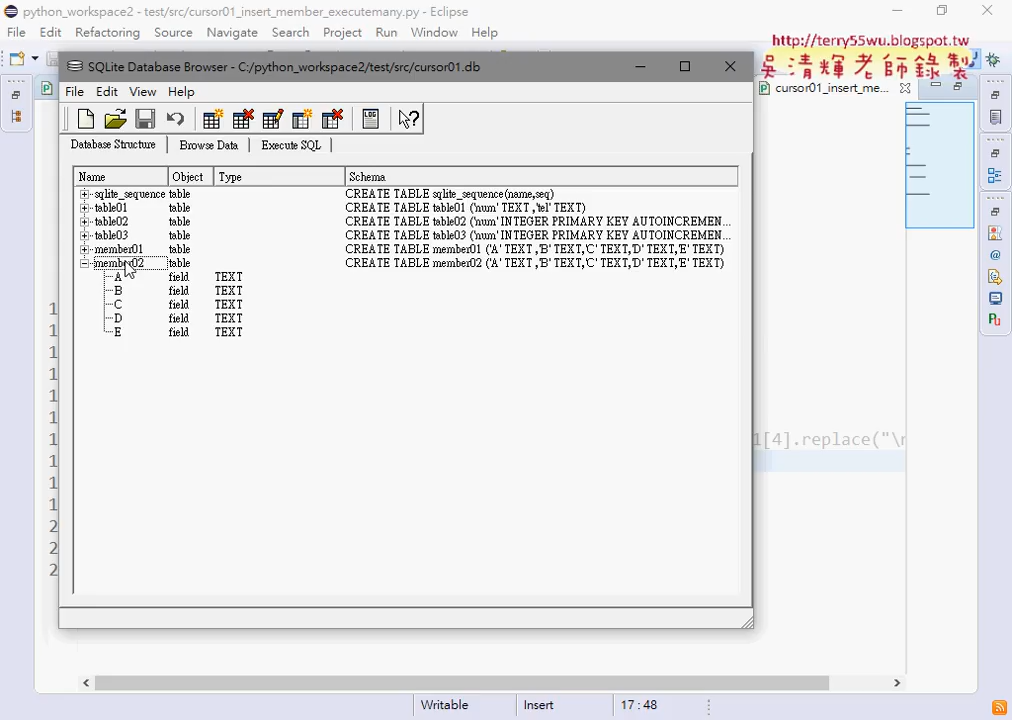 python_workspace2 - test/src/cursor01_insert_member_executemany.py - Eclipse
File Edit Refactoring Source Navigate Search Project Run Window Help
http://terry55wu.blogspot.tw
吳清輝老師錄製
SQLite Database Browser - C:/python_workspace2/test/src/cursor01.db
cursor01_insert_me...
File Edit View Help
Database Structure Browse Data Execute SQL
Name Object Type Schema
sqlite_sequence table CREATE TABLE sqlite_sequence(name,seq)
table01 table CREATE TABLE table01 ('num' TEXT ,'tel' TEXT)
table02 table CREATE TABLE table02 ('num' INTEGER PRIMARY KEY AUTOINCREMEN...
table03 table CREATE TABLE table03 ('num' INTEGER PRIMARY KEY AUTOINCREMEN...
member01 table CREATE TABLE member01 ('A' TEXT ,'B' TEXT,'C' TEXT,'D' TEXT,'E' TEXT)
member02 table CREATE TABLE member02 ('A' TEXT ,'B' TEXT,'C' TEXT,'D' TEXT,'E' TEXT)
A field TEXT
B field TEXT
C field TEXT
D field TEXT
E field TEXT
1[4].replace("\
Writable Insert 17 : 48